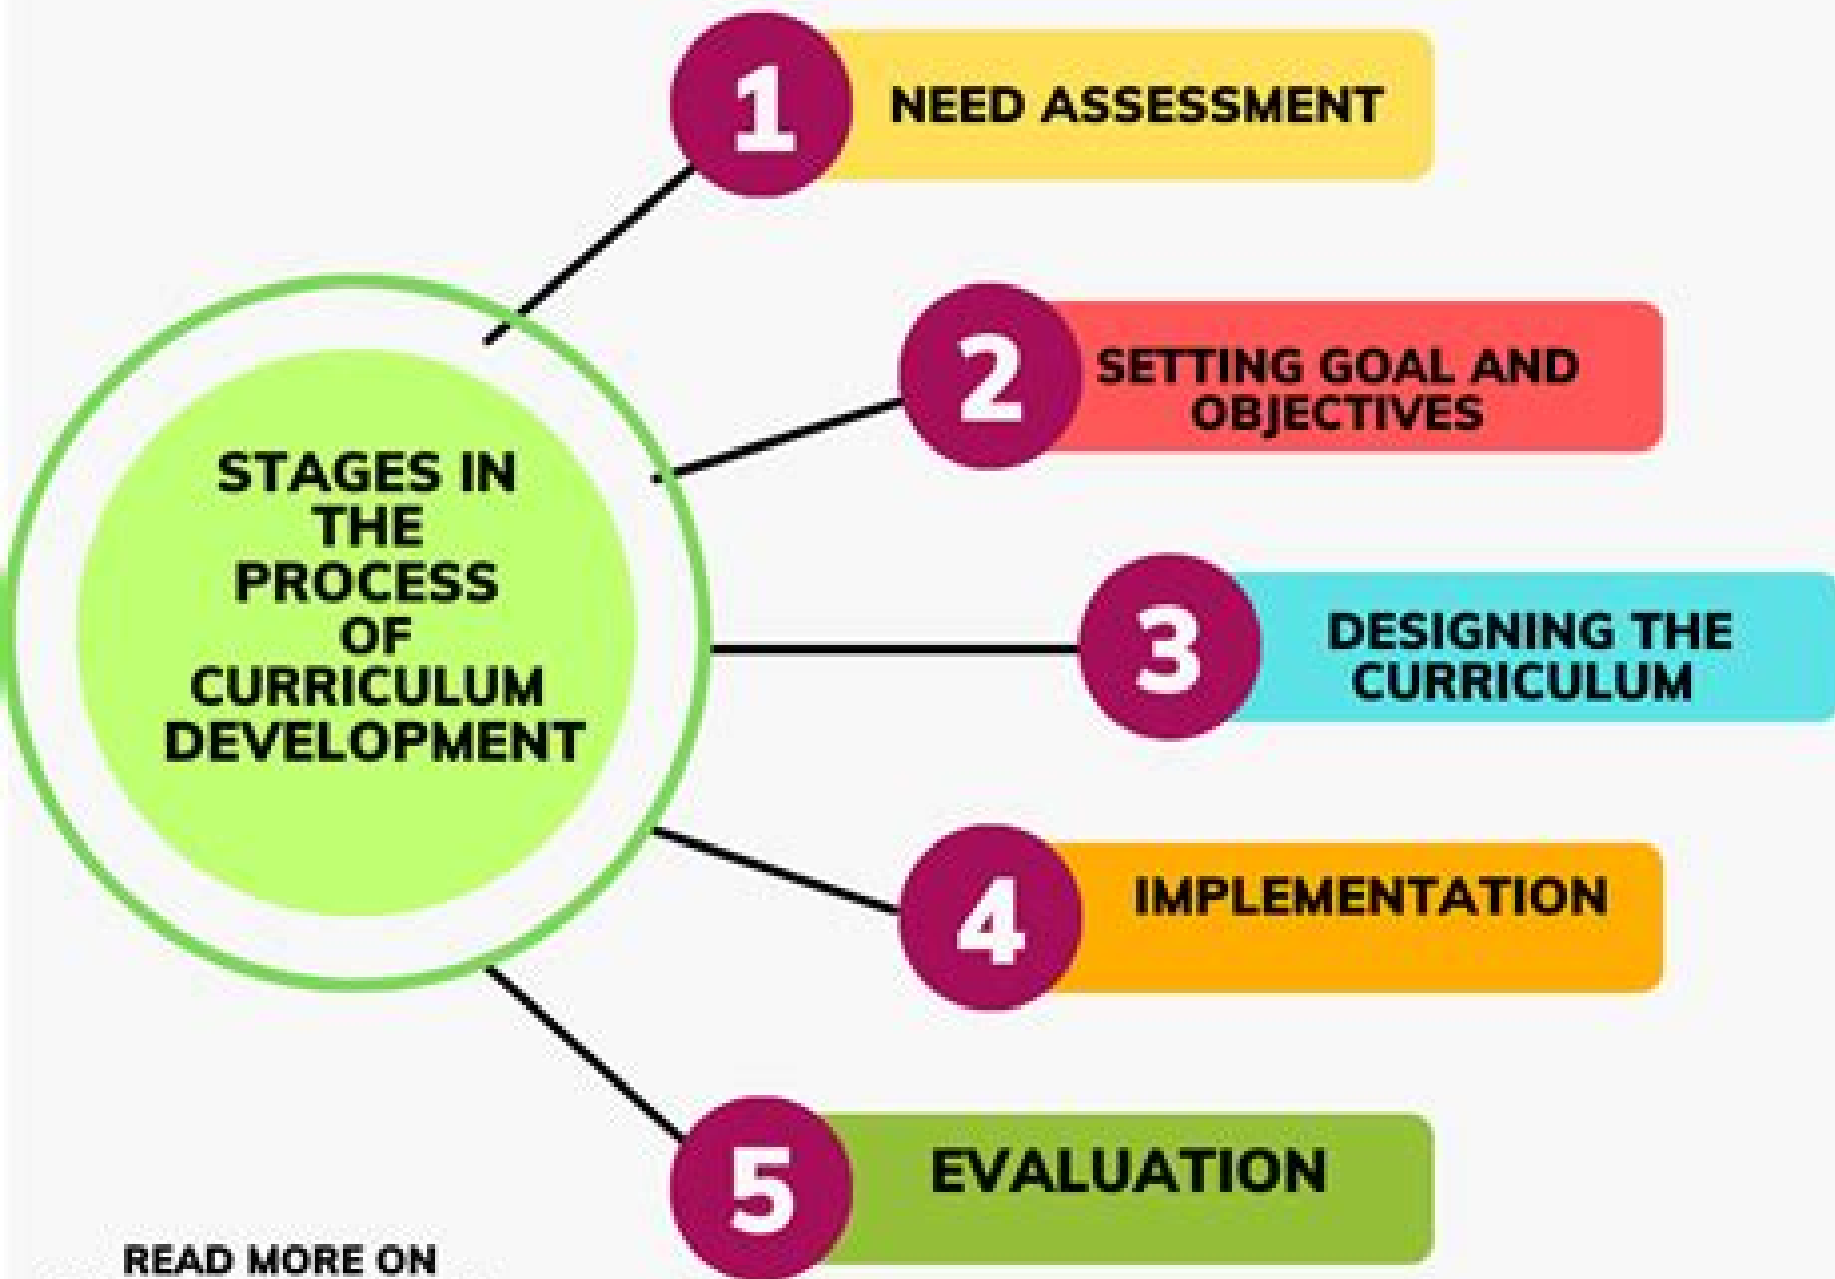 1
NEED ASSESSMENT
2
SETTING GOAL AND
OBJECTIVES
STAGES IN
THE
PROCESS
OF
CURRICULUM
DEVELOPMENT
3
DESIGNING THE
CURRICULUM
4
IMPLEMENTATION
5
EVALUATION
READ MORE ON